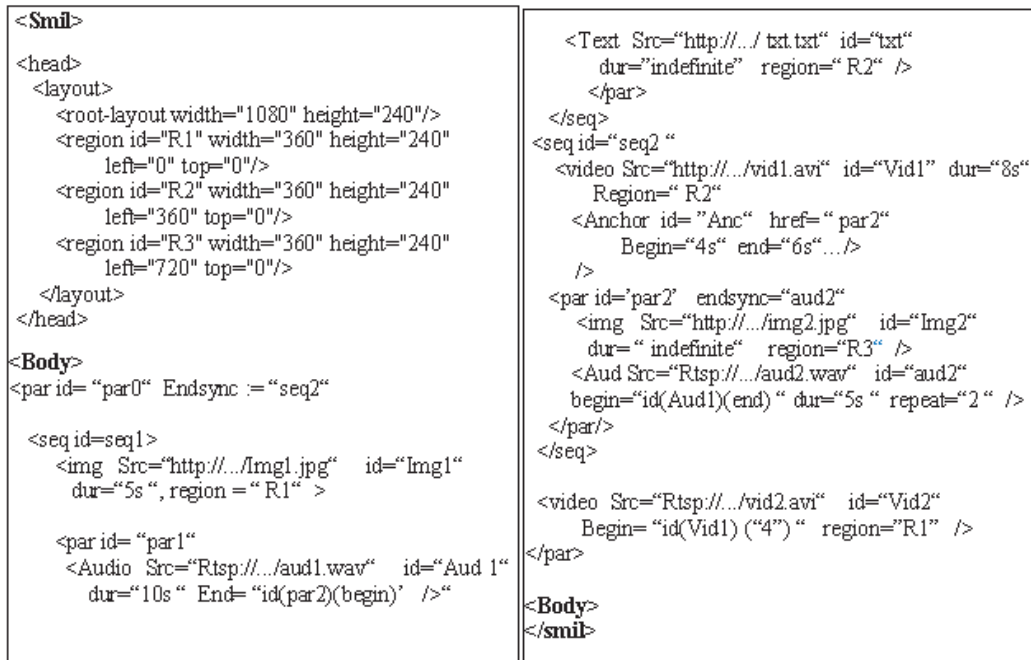 <Smil>
<head>
<layout>
<root-layout width="1080" height="240"/>
<region id="R1" width="360" height="240"
left="0" top="0"/>
<region id="R2" width="360" height="240"
left="360" top="0"/>
<region id="R3" width="360" height="240"
left="720" top="0"/>
</layout>
</head>
<Body>
<par id= “par0“ Endsync := “seq2“
<seq id=seq1>
<img Src=“http://.../Img1.jpg“ id=“Img1“
dur=“5s “, region = “ R1“ >
<par id= “par1“
<Audio Src=“Rtsp://.../aud1.wav“ id=“Aud 1“
dur=“10s “ End= “id(par2)(begin)’ />“
<Text Src=“http://.../ txt.txt“ id=“txt“
dur=”indefinite” region=“ R2“ />
</par>
</seq>
<seq id=“seq2 “
<video Src=“http://.../vid1.avi“ id=“Vid1” dur=“8s“
Region=“ R2“
<Anchor id= ”Anc“ href= “ par2”
Begin=“4s“ end=“6s“.../>
/>
<par id=‘par2’ endsync=“aud2“
<img Src=“http://.../img2.jpg“ id=“Img2“
dur= “ indefinite“ region=“R3“ />
<Aud Src=“Rtsp://.../aud2.wav“ id=“aud2“
begin=“id(Aud1)(end) “ dur=“5s “ repeat=“2 “ />
</par/>
</seq>
<video Src=“Rtsp://.../vid2.avi“ id=“Vid2“
Begin= “id(Vid1) (“4”) “ region=”R1” />
</par>
<Body>
</smil>